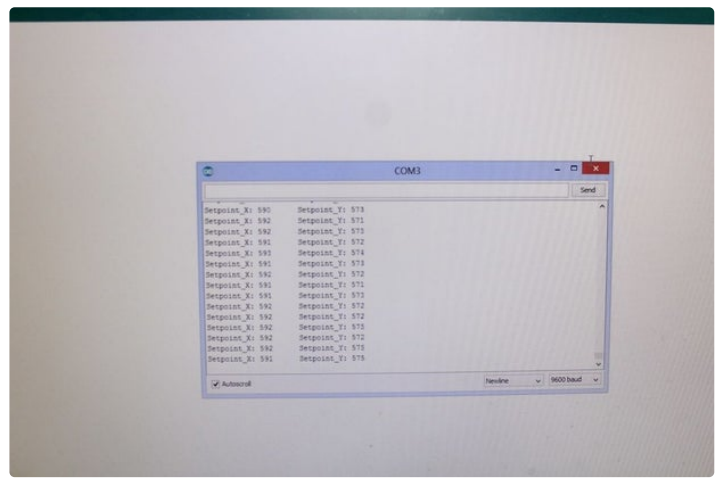 COM3
Send
Setpoint_X: 590 Setpoint_Y: 573
Setpoint_X: 592 Setpoint_Y: 571
Setpoint_X: 592 Setpoint_Y: 573
Setpoint_X: 591 Setpoint_Y: 572
Setpoint_X: 593 Setpoint_Y: 574
Setpoint_X: 591 Setpoint_Y: 573
Setpoint_X: 592 Setpoint_Y: 572
Setpoint_X: 591 Setpoint_Y: 571
Setpoint_X: 591 Setpoint_Y: 573
Setpoint_X: 592 Setpoint_Y: 572
Setpoint_X: 592 Setpoint_Y: 572
Setpoint_X: 592 Setpoint_Y: 573
Setpoint_X: 592 Setpoint_Y: 572
Setpoint_X: 592 Setpoint_Y: 573
Setpoint_X: 591 Setpoint_Y: 575
Autoscroll
Newline
9600 baud